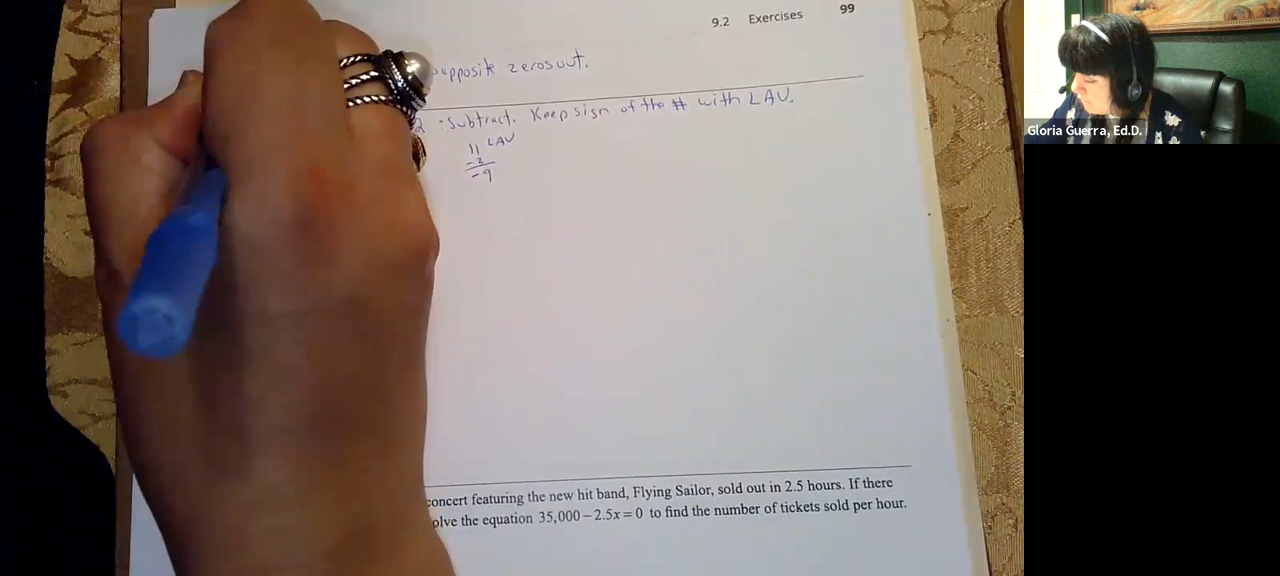 9.2 Exercises 99
opposite zeros out.
2 : Subtract. Keep sign of the # with LAV.
11 LAV
-2
-9
Gloria Guerra, Ed.D.
concert featuring the new hit band, Flying Sailor, sold out in 2.5 hours. If there
olve the equation 35,000 – 2.5x = 0 to find the number of tickets sold per hour.